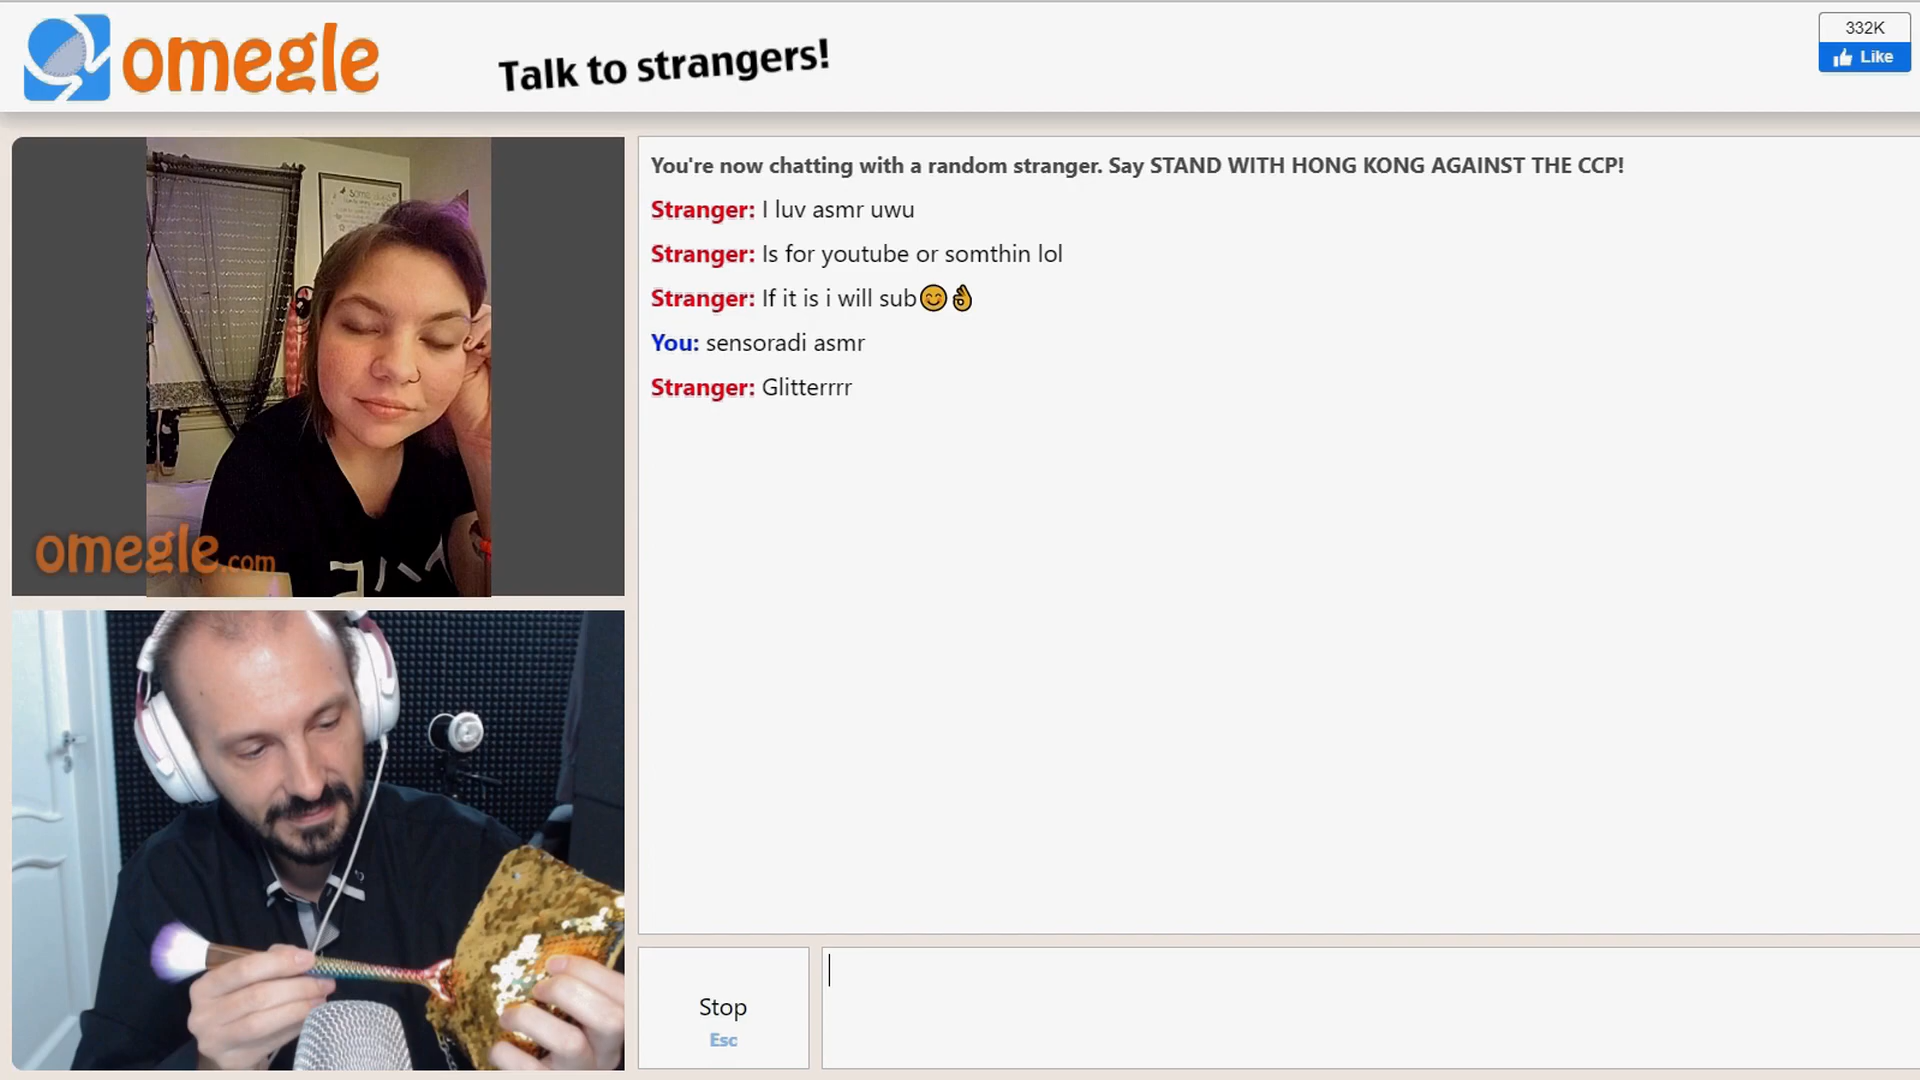 omegle
Talk to strangers!
332K
Like
You're now chatting with a random stranger. Say STAND WITH HONG KONG AGAINST THE CCP!
Stranger: I luv asmr uwu
Stranger: Is for youtube or somthin lol
Stranger: If it is i will sub😊👌
You: sensoradi asmr
Stranger: Glitterrrr
omegle.com
Stop
Esc